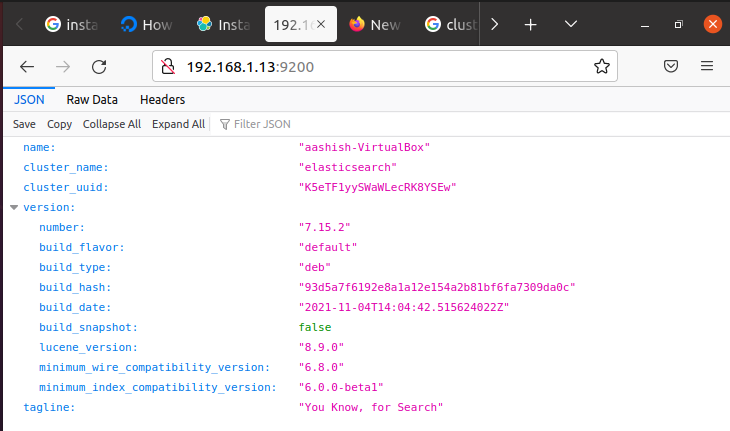 insta
How
Insta
192.1
New
clust
192.168.1.13:9200
JSON Raw Data Headers
Save Copy Collapse All Expand All Filter JSON
name: "aashish-VirtualBox"
cluster_name: "elasticsearch"
cluster_uuid: "K5eTF1yySWaWLecRK8YSEw"
version:
number: "7.15.2"
build_flavor: "default"
build_type: "deb"
build_hash: "93d5a7f6192e8a1a12e154a2b81bf6fa7309da0c"
build_date: "2021-11-04T14:04:42.515624022Z"
build_snapshot: false
lucene_version: "8.9.0"
minimum_wire_compatibility_version: "6.8.0"
minimum_index_compatibility_version: "6.0.0-beta1"
tagline: "You Know, for Search"